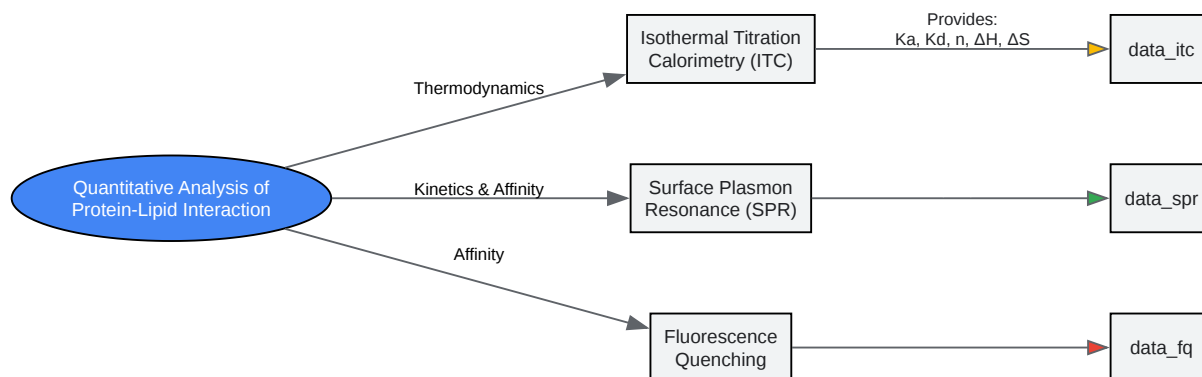 Provides:
Ka, Kd, n, ΔH, ΔS
Isothermal Titration
Calorimetry (ITC)
data_itc
Thermodynamics
Quantitative Analysis of
Protein-Lipid Interaction
Kinetics & Affinity
Surface Plasmon
Resonance (SPR)
data_spr
Affinity
Fluorescence
Quenching
data_fq